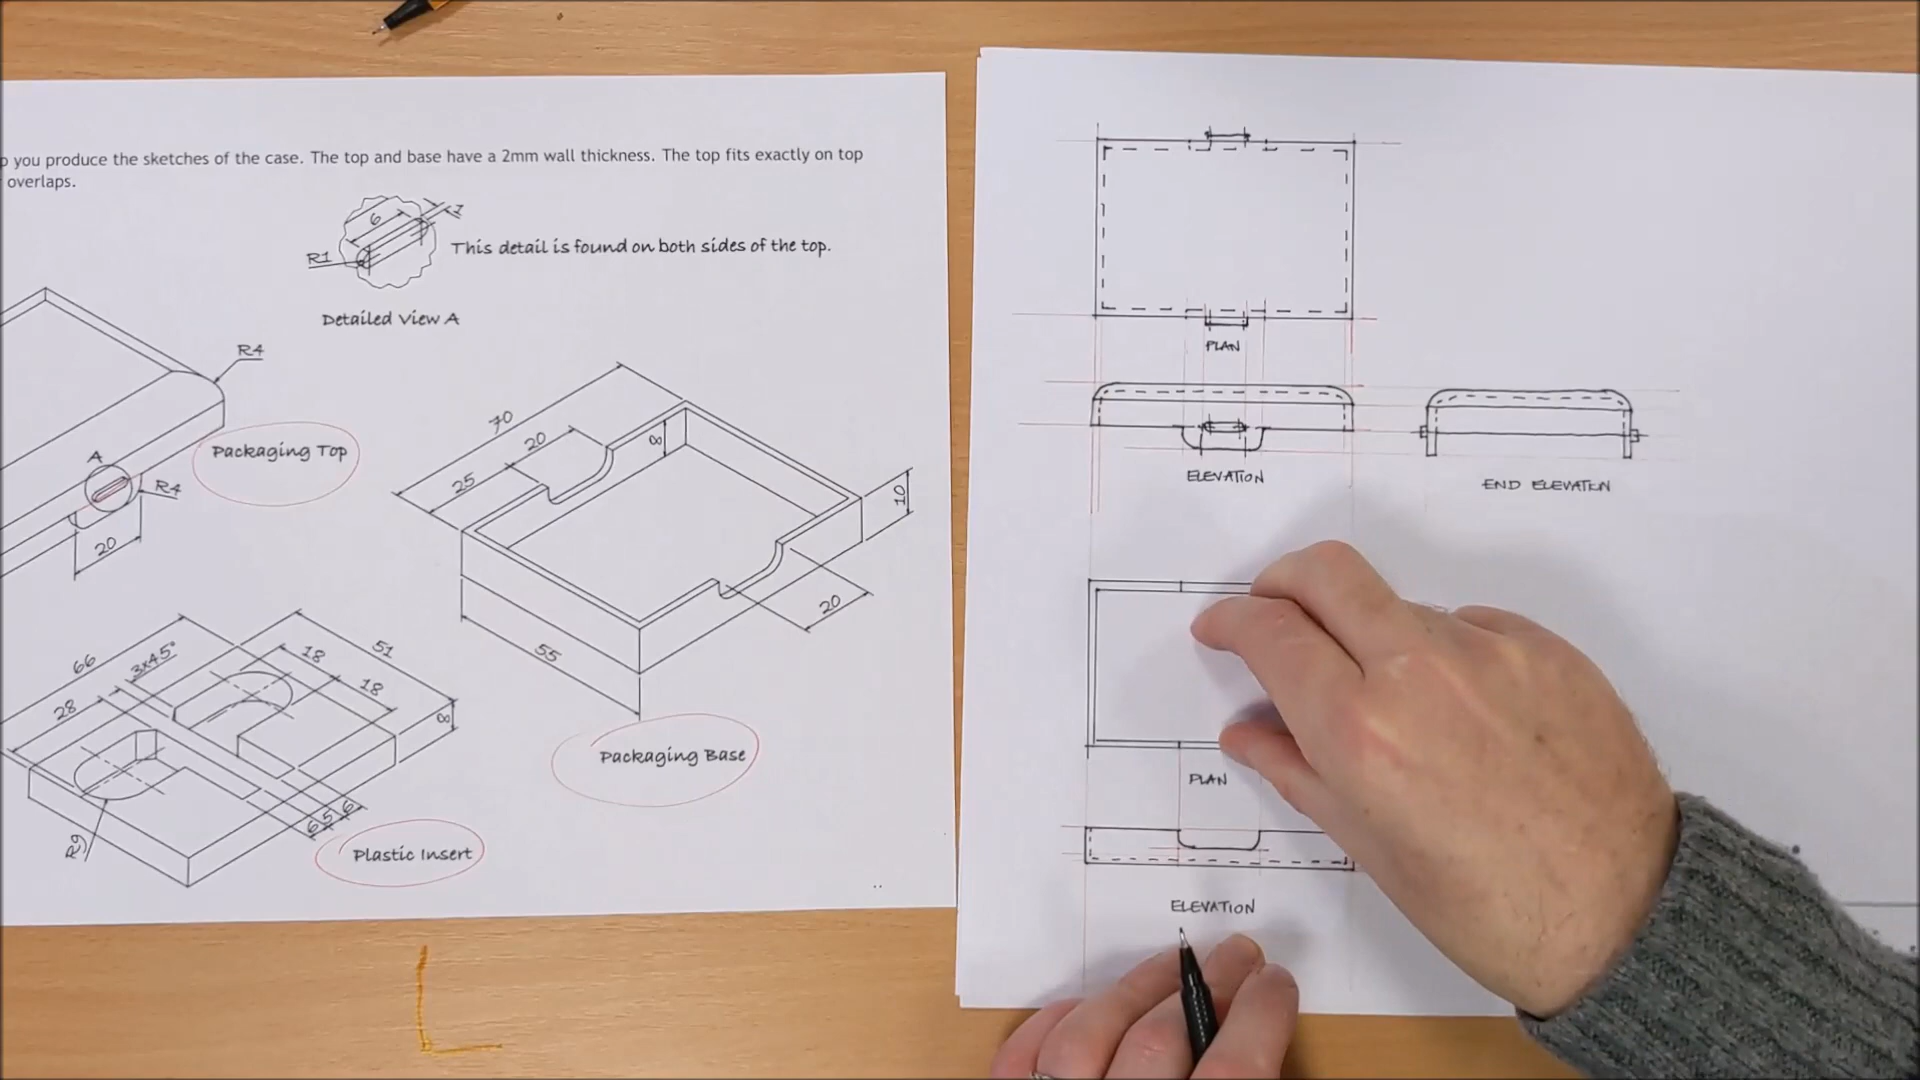 p you produce the sketches of the case. The top and base have a 2mm wall thickness. The top fits exactly on top
overlaps.
6
1
R1
This detail is found on both sides of the top.
Detailed View A
R4
Packaging Top
A
R4
20
70
20
25
8
10
20
55
Packaging Base
66
3x45°
51
18
18
28
8
6 5 6
R9
Plastic Insert
PLAN
ELEVATION
END ELEVATION
PLAN
ELEVATION